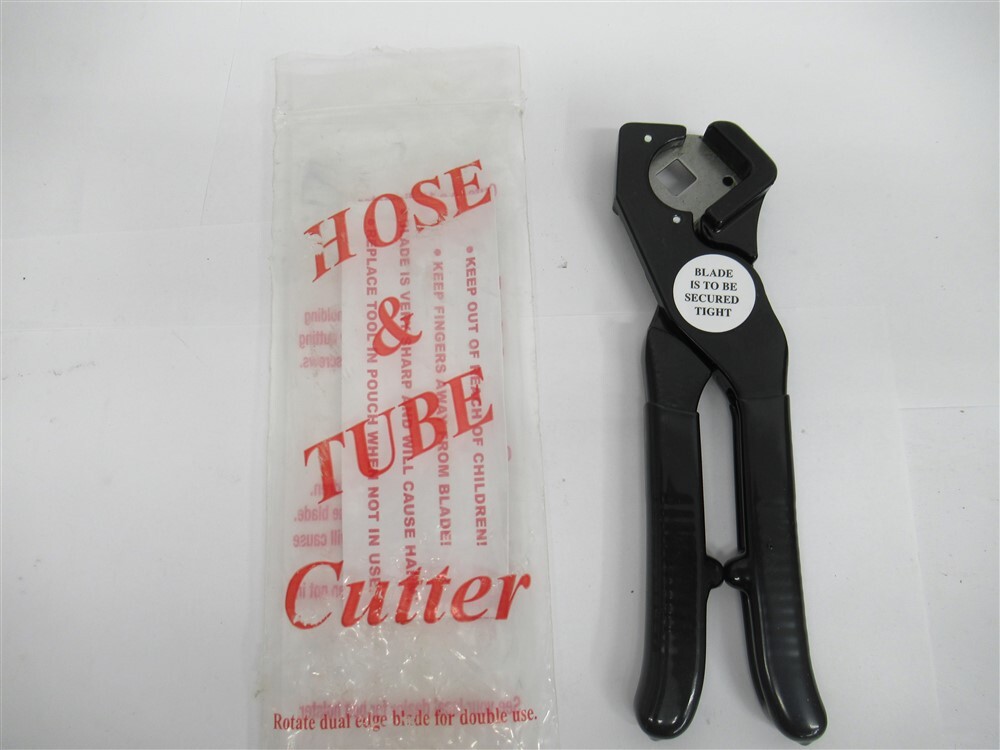 HOSE
&
TUBE
Cutter
• KEEP OUT OF REACH OF CHILDREN!
• KEEP FINGERS AWAY FROM BLADE!
BLADE IS VERY SHARP AND WILL CAUSE
REPLACE TOOL IN POUCH WHEN NOT IN USE
Rotate dual edge blade for double use.
BLADE
IS TO BE
SECURED
TIGHT